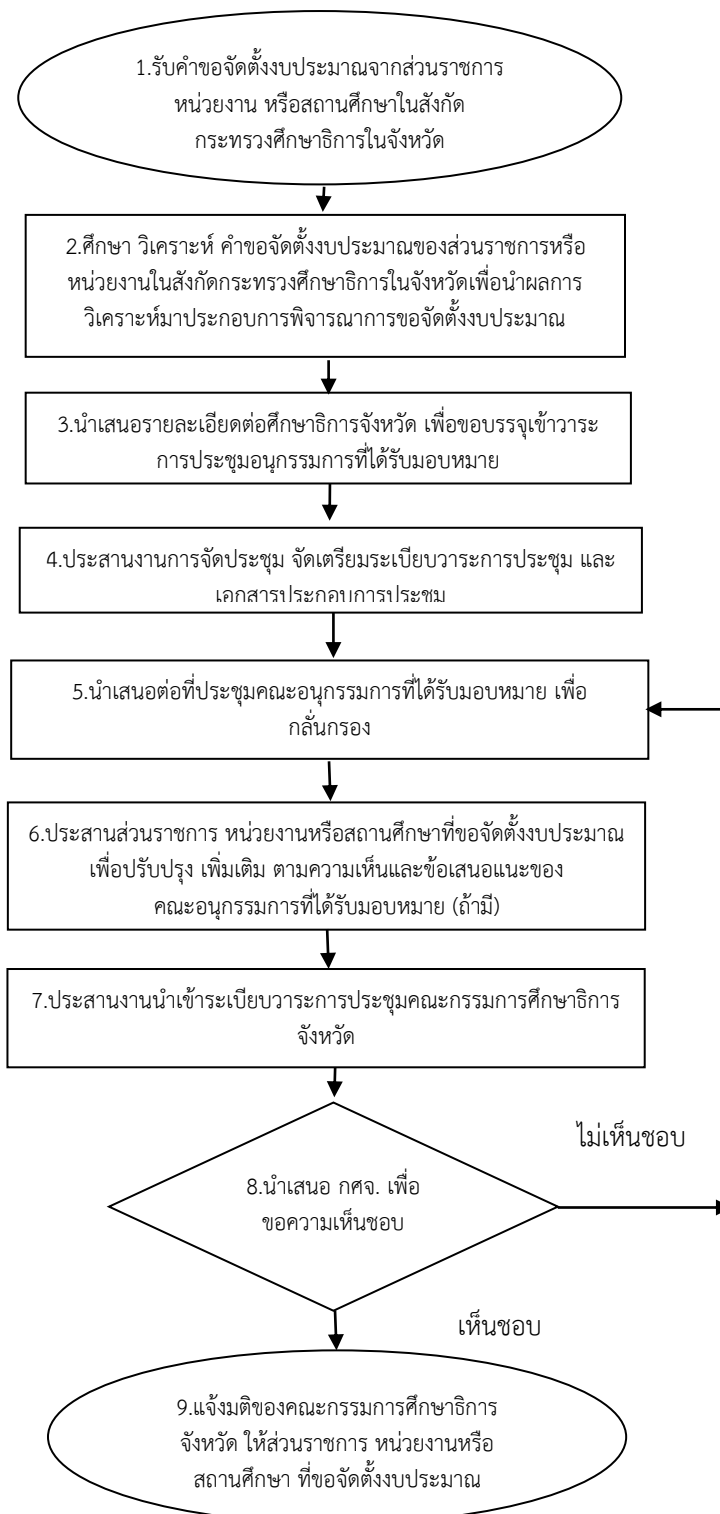 1.รับคำขอจัดตั้งงบประมาณจากส่วนราชการ
หน่วยงาน หรือสถานศึกษาในสังกัด
กระทรวงศึกษาธิการในจังหวัด
2.ศึกษา วิเคราะห์ คำขอจัดตั้งงบประมาณของส่วนราชการหรือ
หน่วยงานในสังกัดกระทรวงศึกษาธิการในจังหวัดเพื่อนำผลการ
วิเคราะห์มาประกอบการพิจารณาการขอจัดตั้งงบประมาณ
3.นำเสนอรายละเอียดต่อศึกษาธิการจังหวัด เพื่อขอบรรจุเข้าวาระ
การประชุมอนุกรรมการที่ได้รับมอบหมาย
4.ประสานงานการจัดประชุม จัดเตรียมระเบียบวาระการประชุม และ
เอกสารประกอบการประชุม
5.นำเสนอต่อที่ประชุมคณะอนุกรรมการที่ได้รับมอบหมาย เพื่อ
กลั่นกรอง
6.ประสานส่วนราชการ หน่วยงานหรือสถานศึกษาที่ขอจัดตั้งงบประมาณ
เพื่อปรับปรุง เพิ่มเติม ตามความเห็นและข้อเสนอแนะของ
คณะอนุกรรมการที่ได้รับมอบหมาย (ถ้ามี)
7.ประสานงานนำเข้าระเบียบวาระการประชุมคณะกรรมการศึกษาธิการ
จังหวัด
ไม่เห็นชอบ
8.นำเสนอ กศจ. เพื่อ
ขอความเห็นชอบ
เห็นชอบ
9.แจ้งมติของคณะกรรมการศึกษาธิการ
จังหวัด ให้ส่วนราชการ หน่วยงานหรือ
สถานศึกษา ที่ขอจัดตั้งงบประมาณ